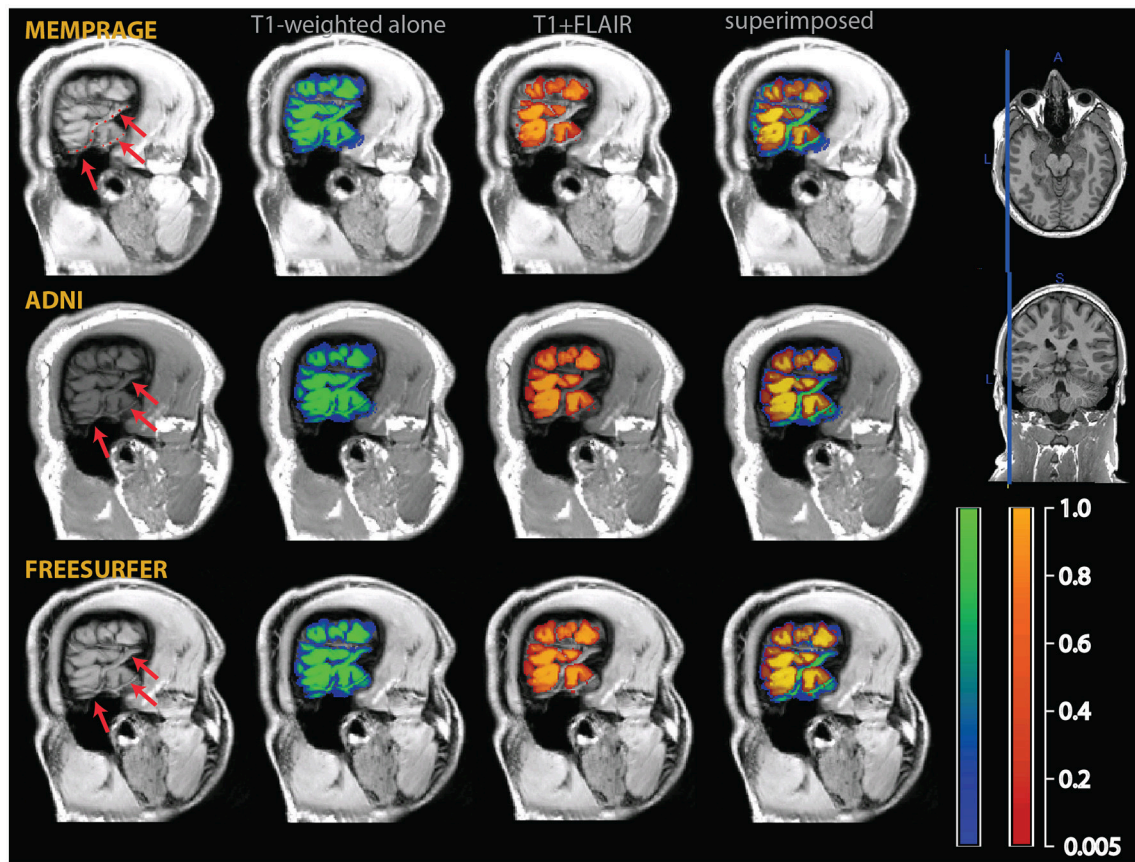 T1-weighted alone
T1+FLAIR
superimposed
MEMPRAGE
A
L
ADNI
S
L
FREESURFER
1.0
0.8
0.6
0.4
0.2
0.005